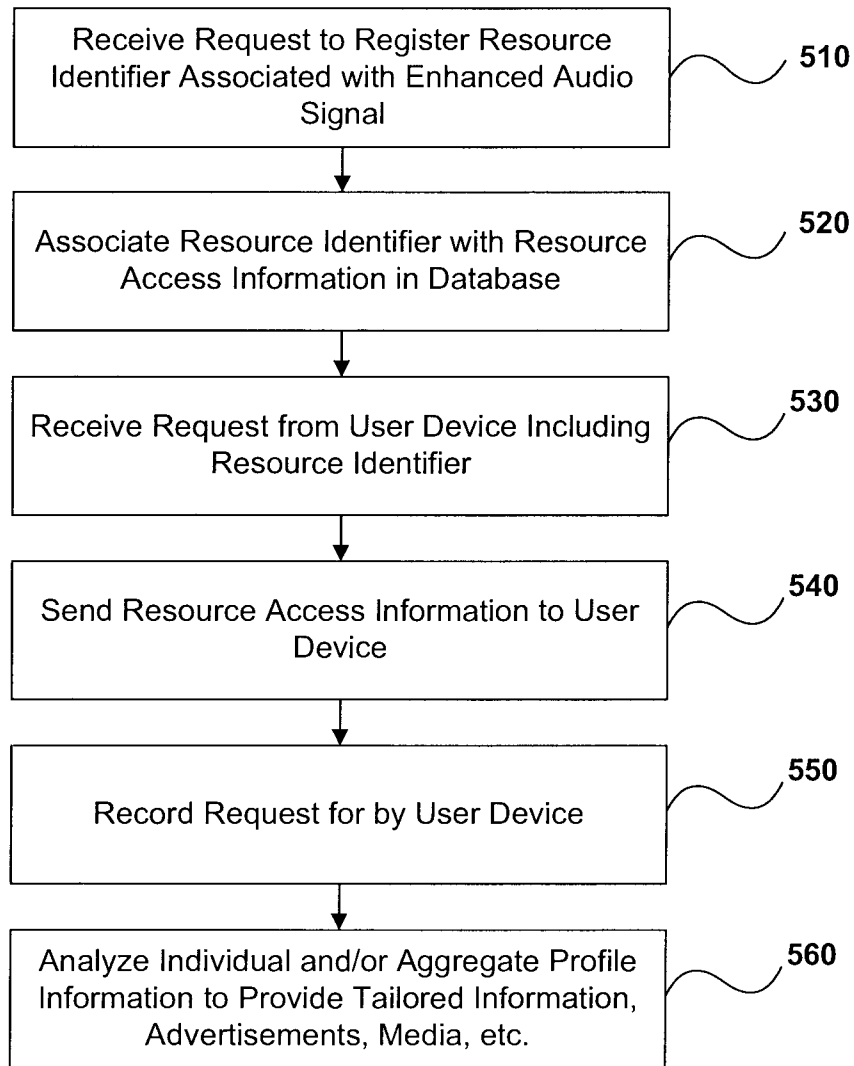 Receive Request to Register Resource
Identifier Associated with Enhanced Audio
Signal
510
Associate Resource Identifier with Resource
Access Information in Database
520
Receive Request from User Device Including
Resource Identifier
530
Send Resource Access Information to User
Device
540
Record Request for by User Device
550
Analyze Individual and/or Aggregate Profile
Information to Provide Tailored Information,
Advertisements, Media, etc.
560